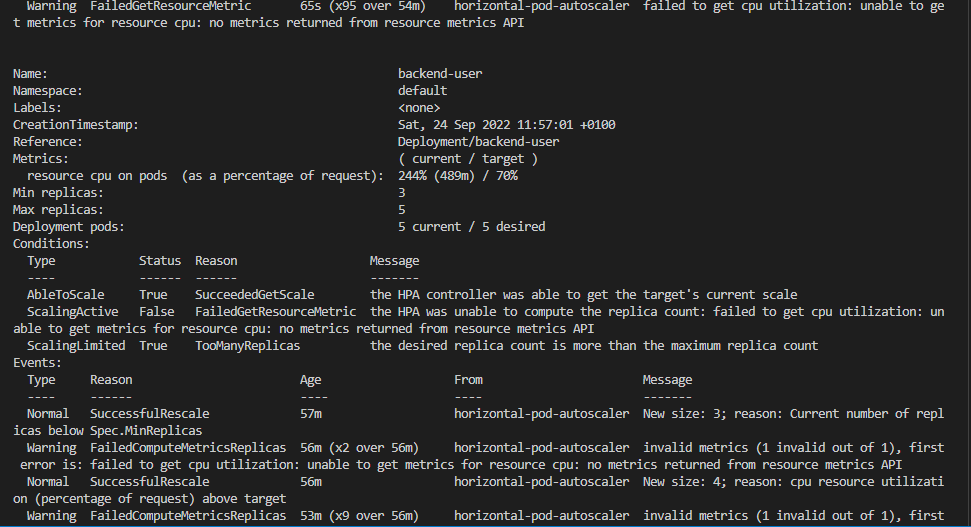 Warning  FailedGetResourceMetric       65s (x95 over 54m)    horizontal-pod-autoscaler  failed to get cpu utilization: unable to ge
t metrics for resource cpu: no metrics returned from resource metrics API
Name:                                                  backend-user
Namespace:                                             default
Labels:                                                <none>
CreationTimestamp:                                     Sat, 24 Sep 2022 11:57:01 +0100
Reference:                                             Deployment/backend-user
Metrics:                                               ( current / target )
  resource cpu on pods  (as a percentage of request):  244% (489m) / 70%
Min replicas:                                          3
Max replicas:                                          5
Deployment pods:                                       5 current / 5 desired
Conditions:
  Type            Status  Reason                   Message
  ----            ------  ------                   -------
  AbleToScale     True    SucceededGetScale        the HPA controller was able to get the target's current scale
  ScalingActive   False   FailedGetResourceMetric  the HPA was unable to compute the replica count: failed to get cpu utilization: un
able to get metrics for resource cpu: no metrics returned from resource metrics API
  ScalingLimited  True    TooManyReplicas          the desired replica count is more than the maximum replica count
Events:
  Type     Reason                        Age                   From                       Message
  ----     ------                        ----                  ----                       -------
  Normal   SuccessfulRescale             57m                   horizontal-pod-autoscaler  New size: 3; reason: Current number of repl
icas below Spec.MinReplicas
  Warning  FailedComputeMetricsReplicas  56m (x2 over 56m)     horizontal-pod-autoscaler  invalid metrics (1 invalid out of 1), first
 error is: failed to get cpu utilization: unable to get metrics for resource cpu: no metrics returned from resource metrics API
  Normal   SuccessfulRescale             56m                   horizontal-pod-autoscaler  New size: 4; reason: cpu resource utilizati
on (percentage of request) above target
  Warning  FailedComputeMetricsReplicas  53m (x9 over 56m)     horizontal-pod-autoscaler  invalid metrics (1 invalid out of 1), first